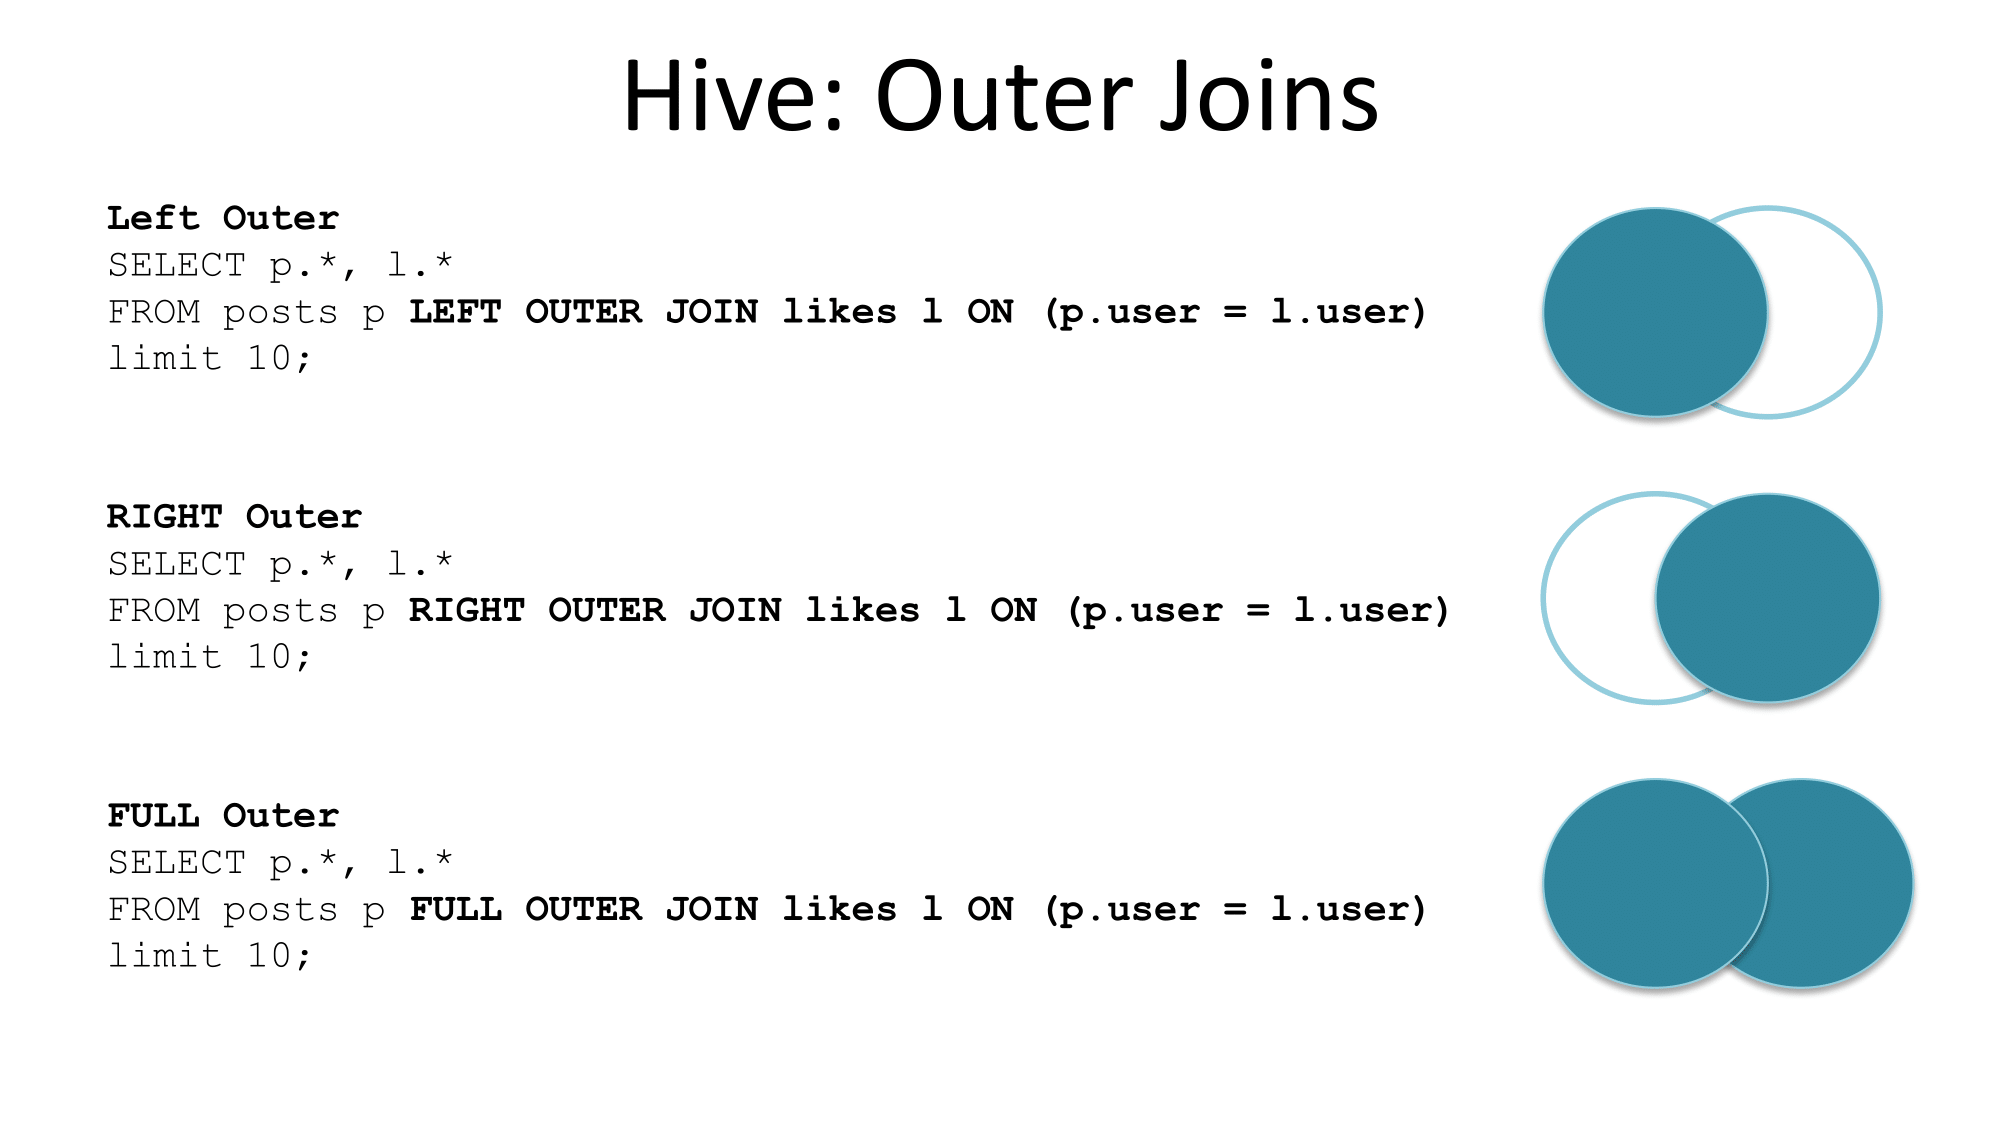 Hive: Outer Joins
Left Outer
SELECT p.*, l.*
FROM posts p LEFT OUTER JOIN likes l ON (p.user = l.user)
limit 10;
RIGHT Outer
SELECT p.*, l.*
FROM posts p RIGHT OUTER JOIN likes l ON (p.user = l.user)
limit 10;
FULL Outer
SELECT p.*, l.*
FROM posts p FULL OUTER JOIN likes l ON (p.user = l.user)
limit 10;